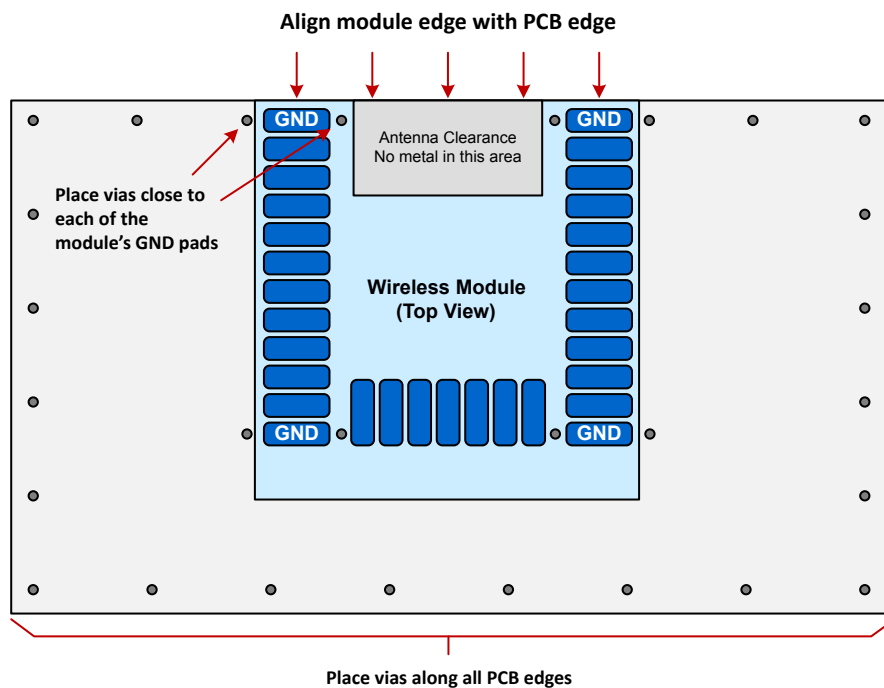 Align module edge with PCB edge
GND
GND
Antenna Clearance
No metal in this area
Place vias close to
each of the
module’s GND pads
Wireless Module
(Top View)
GND
GND
Place vias along all PCB edges